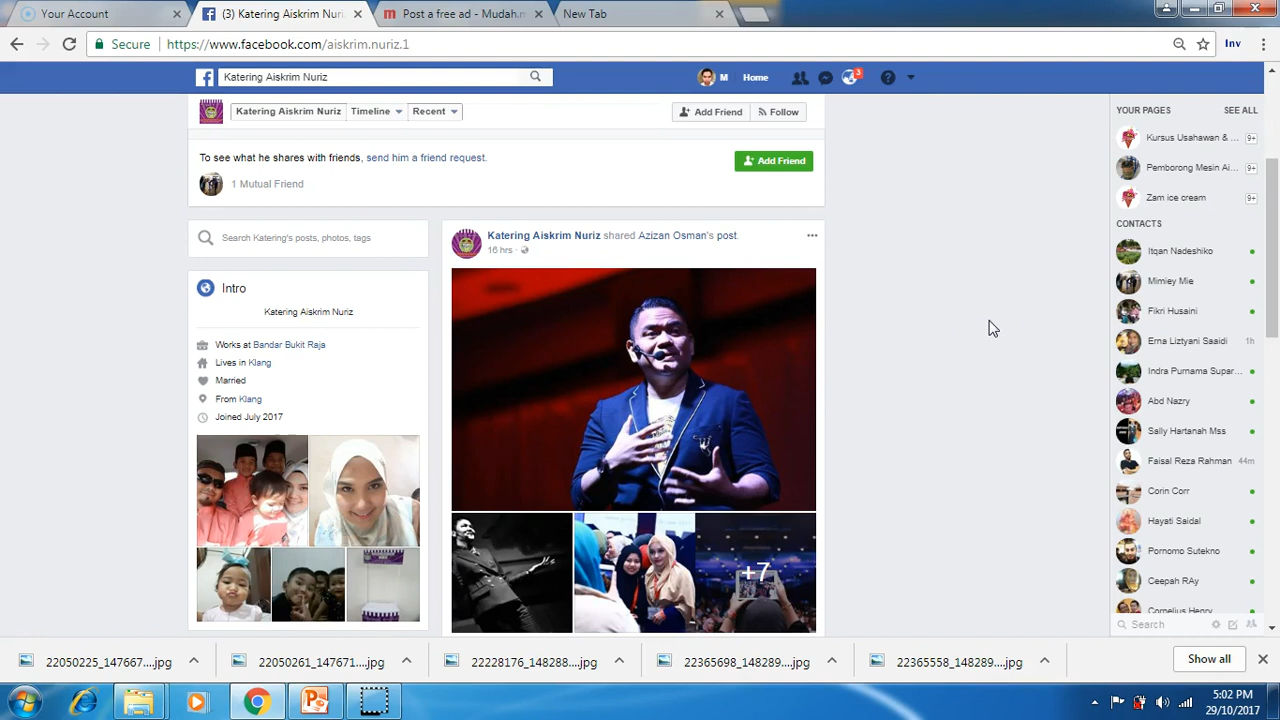 Your Account
(3) Katering Aiskrim Nuri
Post a free ad - Mudah.m
New Tab
Secure
https://www.facebook.com/aiskrim.nuriz.1
Inv
Katering Aiskrim Nuriz
M
Home
3
Katering Aiskrim Nuriz
Timeline
Recent
Add Friend
Follow
To see what he shares with friends, send him a friend request.
Add Friend
1 Mutual Friend
Search Katering's posts, photos, tags
Intro
Katering Aiskrim Nuriz
Works at Bandar Bukit Raja
Lives in Klang
Married
From Klang
Joined July 2017
Katering Aiskrim Nuriz shared Azizan Osman's post.
16 hrs ·
+7
YOUR PAGES
SEE ALL
Kursus Usahawan & ...
9+
Pemborong Mesin Ai...
9+
Zam ice cream
9+
CONTACTS
Itqan Nadeshiko
Mimiey Mie
Fikri Husaini
Erna Liztyani Saaidi
1h
Indra Purnama Supar...
Abd Nazry
Sally Hartanah Mss
Faisal Reza Rahman
44m
Corin Corr
Hayati Saidal
Pornomo Sutekno
Ceepah RAy
Cornelius Henry
Search
22050225_147667....jpg
22050261_147671....jpg
22228176_148288....jpg
22365698_148289....jpg
22365558_148289....jpg
Show all
5:02 PM
29/10/2017